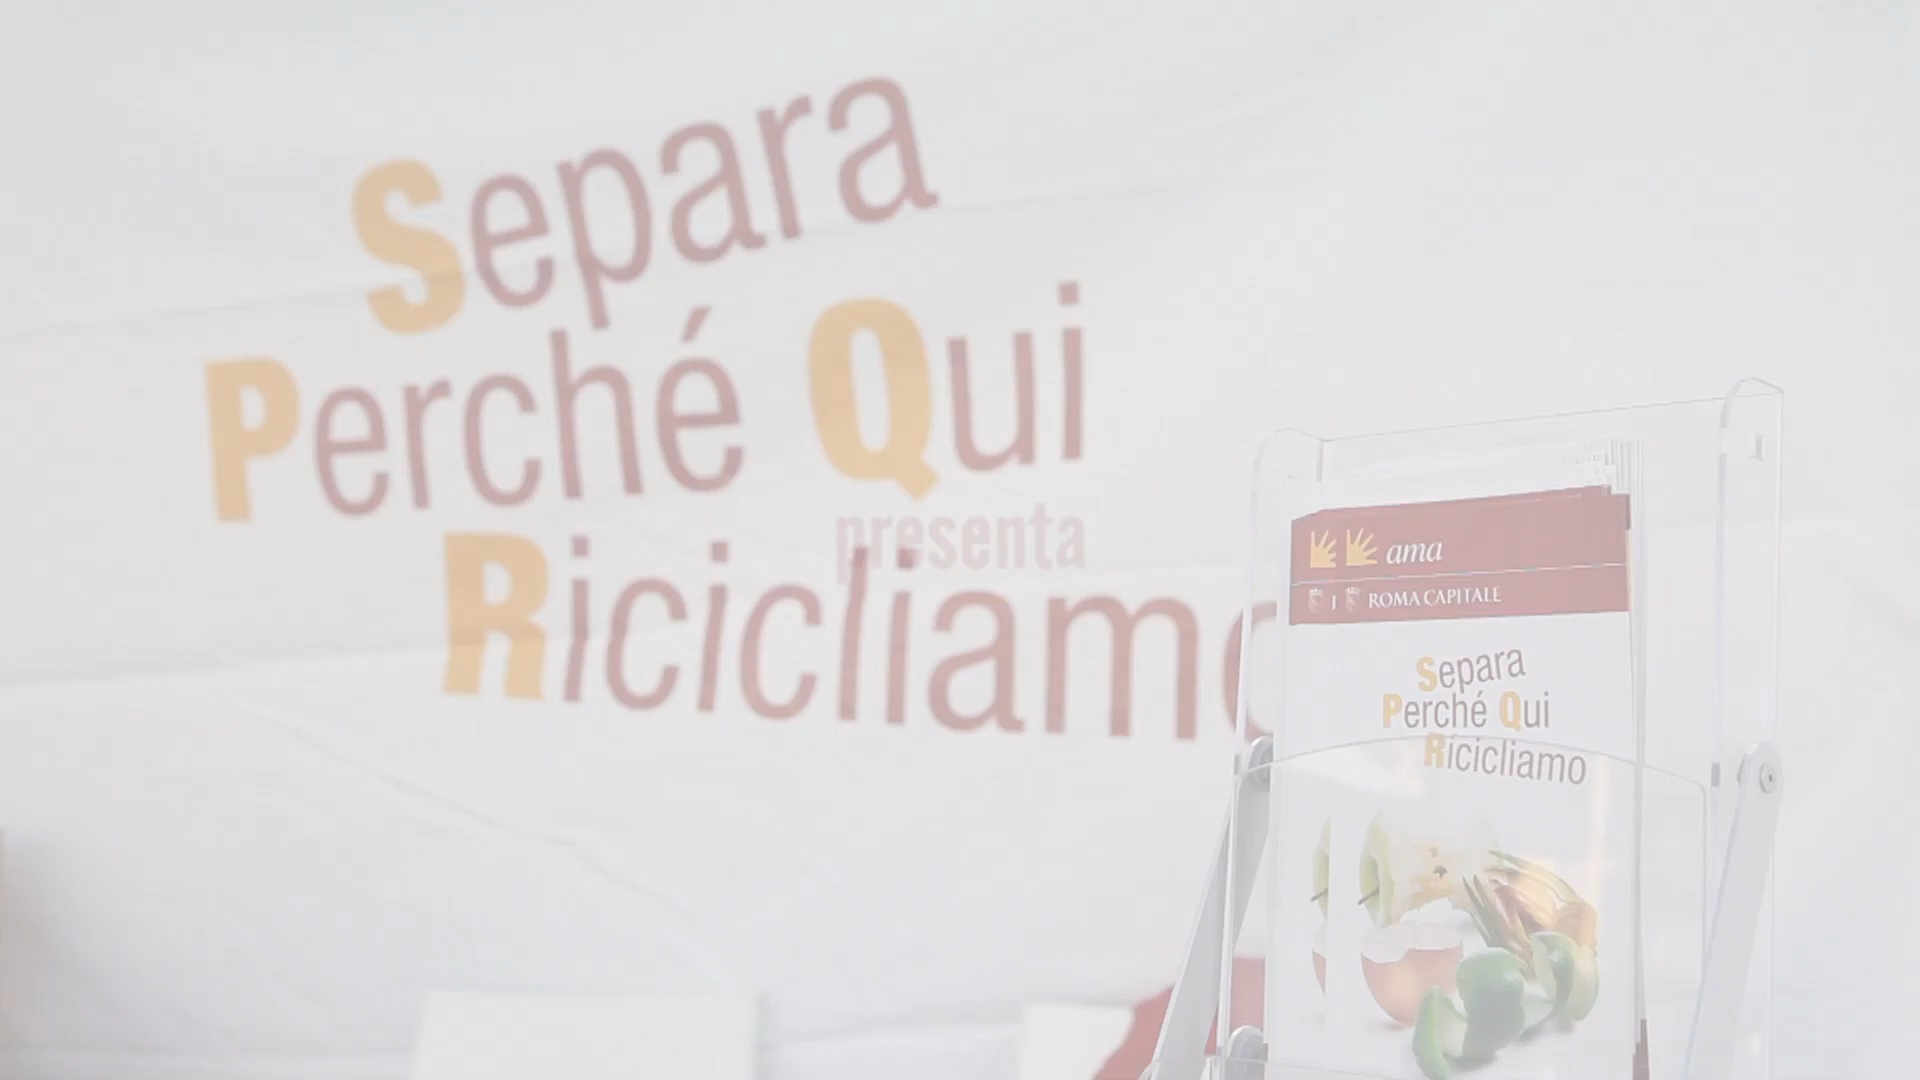 Separa
Perché Qui
presenta
Ricicliamo
ama
ROMA CAPITALE
Separa
Perché Qui
Ricicliamo